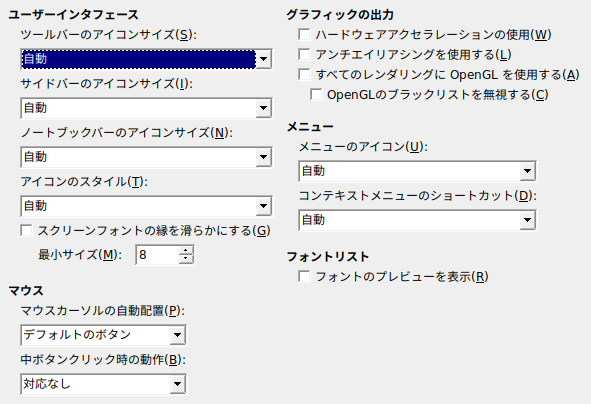 ユーザーインタフェース
ツールバーのアイコンサイズ(S):
自動
サイドバーのアイコンサイズ(I):
自動
ノートブックバーのアイコンサイズ(N):
自動
アイコンのスタイル(T):
自動
スクリーンフォントの縁を滑らかにする(G)
最小サイズ(M): 8
マウス
マウスカーソルの自動配置(P):
デフォルトのボタン
中ボタンクリック時の動作(B):
対応なし
グラフィックの出力
ハードウェアアクセラレーションの使用(W)
アンチエイリアシングを使用する(L)
すべてのレンダリングに OpenGL を使用する(A)
OpenGLのブラックリストを無視する(C)
メニュー
メニューのアイコン(U):
自動
コンテキストメニューのショートカット(D):
自動
フォントリスト
フォントのプレビューを表示(R)